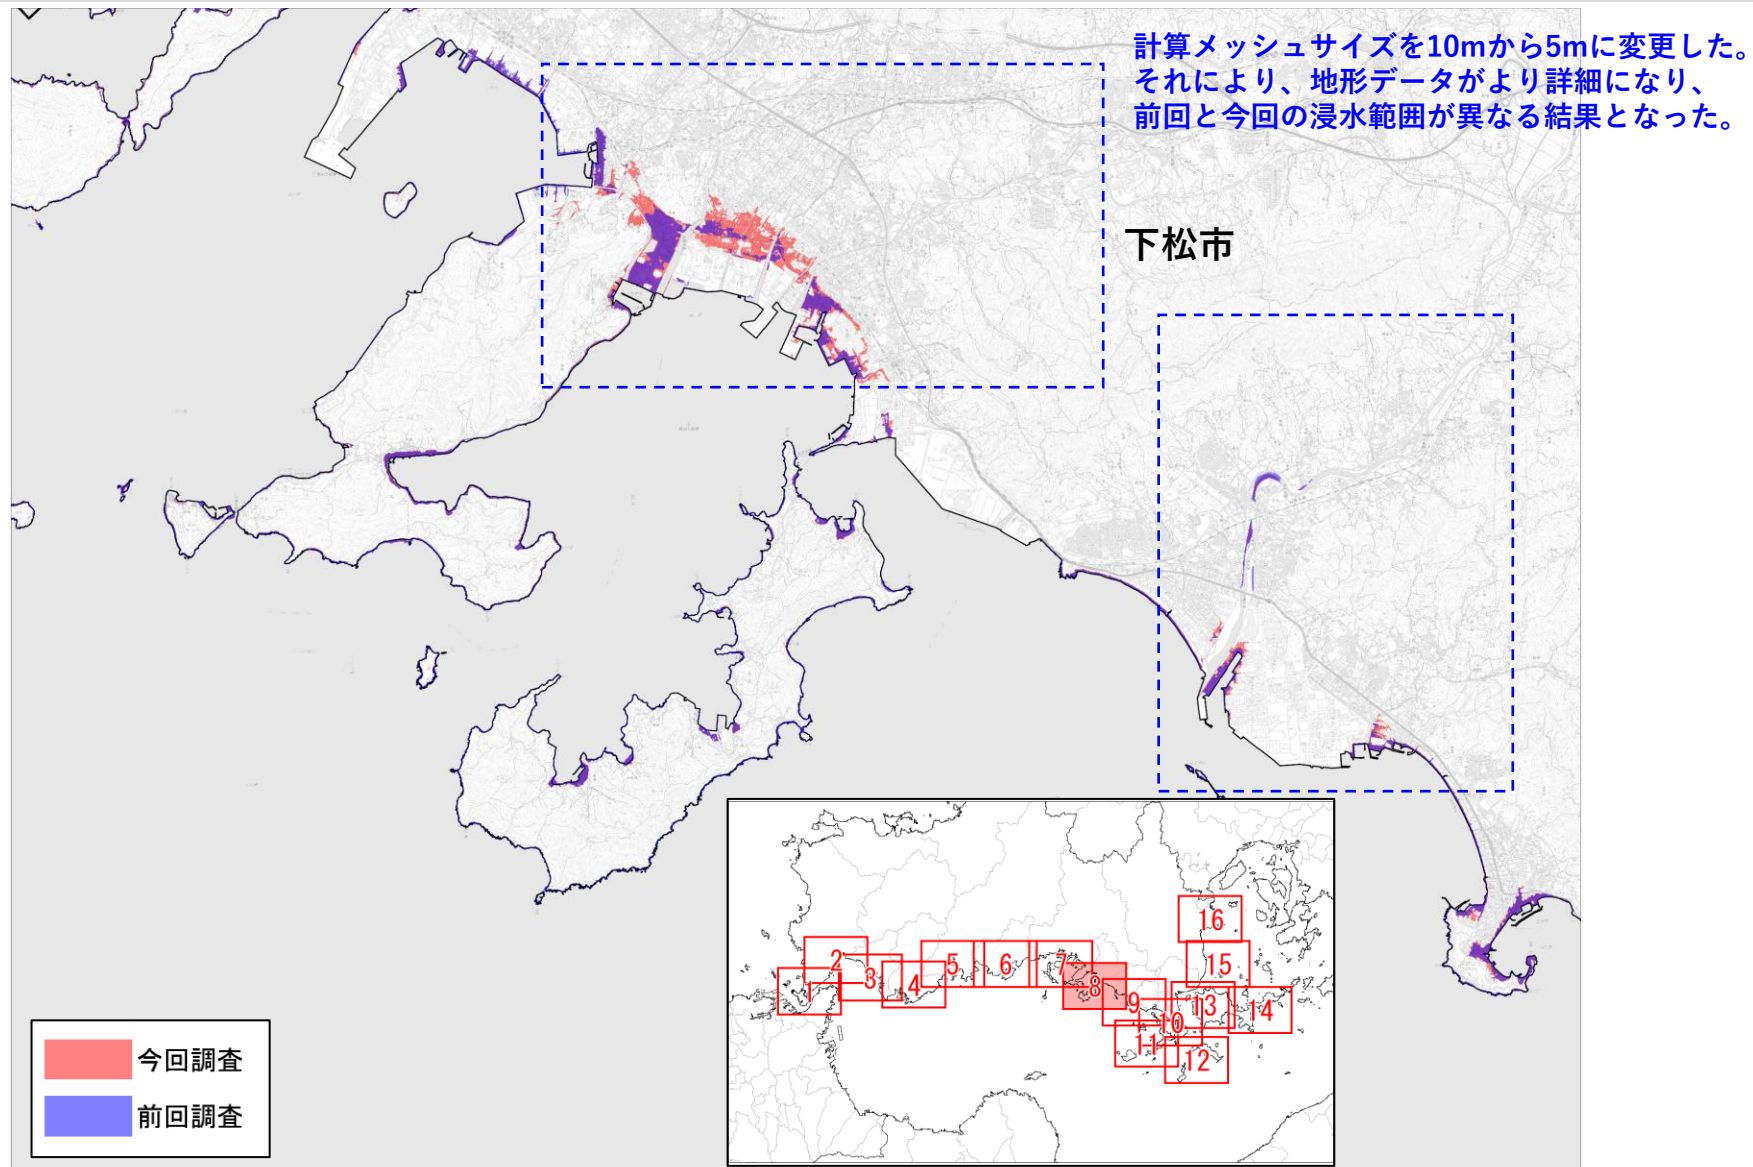 計算メッシュサイズを10mから5mに変更した。
それにより、地形データがより詳細になり、
前回と今回の浸水範囲が異なる結果となった。
下松市
16
15
14
13
12
11
10
9
8
7
6
5
4
3
2
1
今回調査
前回調査